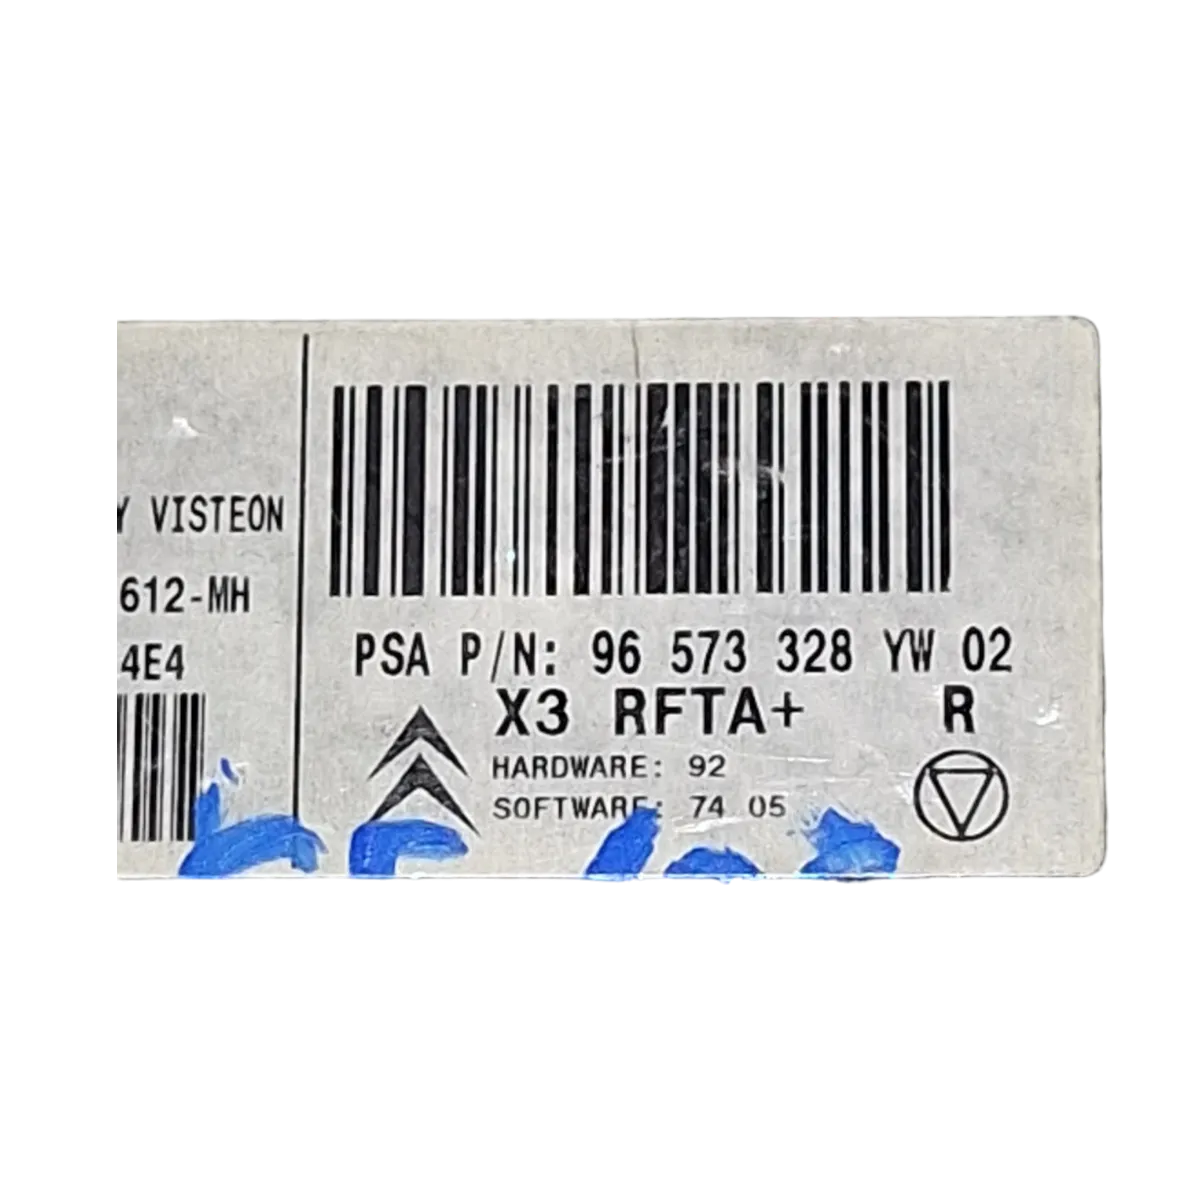 Y VISTEON
612-MH
4E4
PSA P/N: 96 573 328 YW 02
X3 RFTA+ R
HARDWARE: 92
SOFTWARE: 74 05